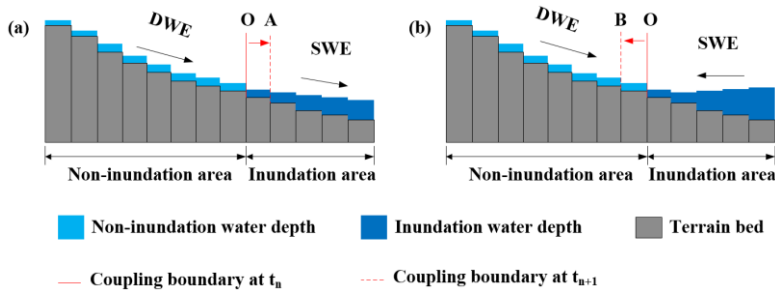 (a)
DWE
O A
SWE
Non-inundation area
Inundation area
(b)
DWE
B O
SWE
Non-inundation area
Inundation area
Non-inundation water depth
Inundation water depth
Terrain bed
Coupling boundary at tn
Coupling boundary at tn+1